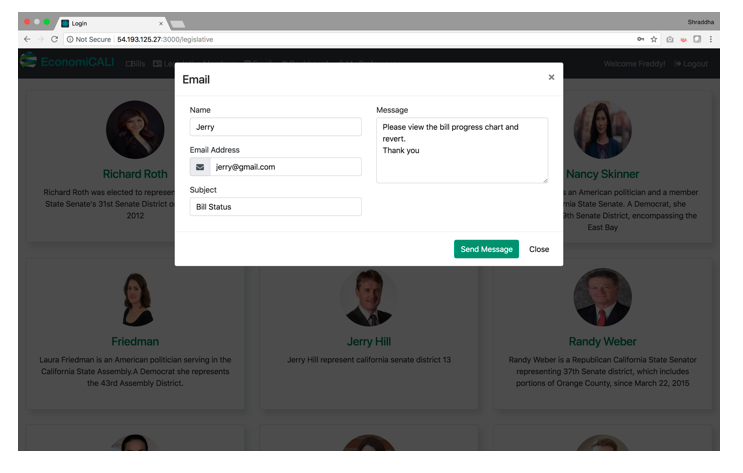 Login
Shraddha
Not Secure 54.193.125.27:3000/legislative
EconomiCALI
Bills
Welcome Freddy! Logout
Email
×
Name
Jerry
Email Address
jerry@gmail.com
Subject
Bill Status
Message
Please view the bill progress chart and
revert.
Thank you
Send Message Close
Richard Roth
Richard Roth was elected to represen
State Senate's 31st Senate District o
2012
Nancy Skinner
s an American politician and a member
rnia State Senate. A Democrat, she
9th Senate District, encompassing the
East Bay
Friedman
Laura Friedman is an American politician serving in the
California State Assembly.A Democrat she represents
the 43rd Assembly District.
Jerry Hill
Jerry Hill represent california senate district 13
Randy Weber
Randy Weber is a Republican California State Senator
representing 37th Senate district, which includes
portions of Orange County, since March 22, 2015